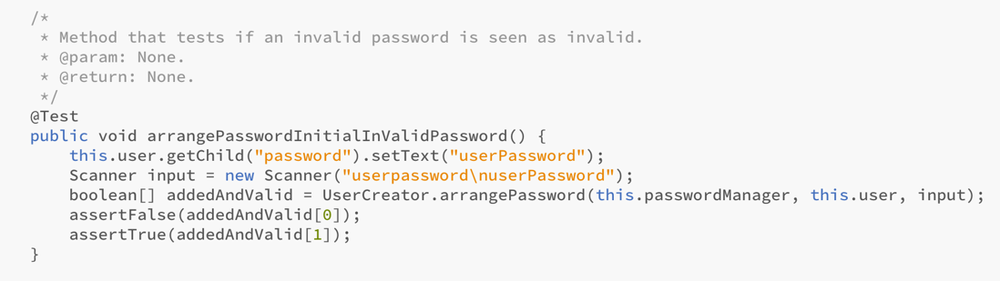 /*
 * Method that tests if an invalid password is seen as invalid.
 * @param: None.
 * @return: None.
 */
@Test
public void arrangePasswordInitialInValidPassword() {
    this.user.getChild("password").setText("userPassword");
    Scanner input = new Scanner("userpassword\nuserPassword");
    boolean[] addedAndValid = UserCreator.arrangePassword(this.passwordManager, this.user, input);
    assertFalse(addedAndValid[0]);
    assertTrue(addedAndValid[1]);
}